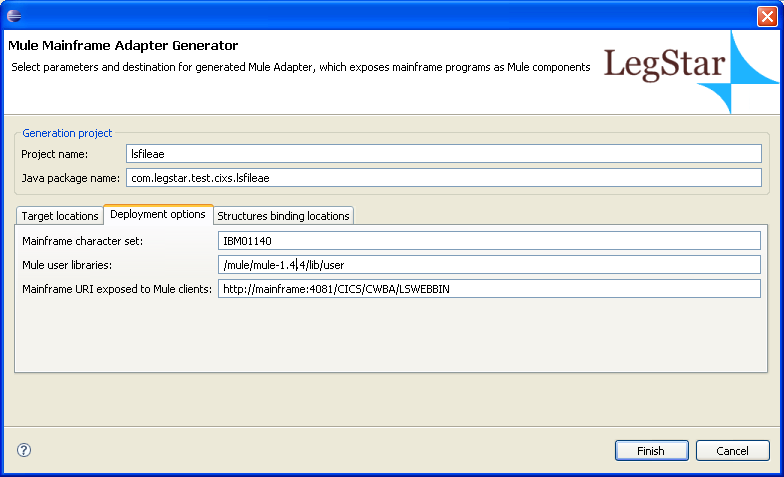 Mule Mainframe Adapter Generator
Select parameters and destination for generated Mule Adapter, which exposes mainframe programs as Mule components
LegStar
Generation project
Project name: lsfileae
Java package name: com.legstar.test.cixs.lsfileae
Target locations Deployment options Structures binding locations
Mainframe character set: IBM01140
Mule user libraries: /mule/mule-1.4.4/lib/user
Mainframe URI exposed to Mule clients: http://mainframe:4081/CICS/CWBA/LSWEBBIN
? Finish Cancel